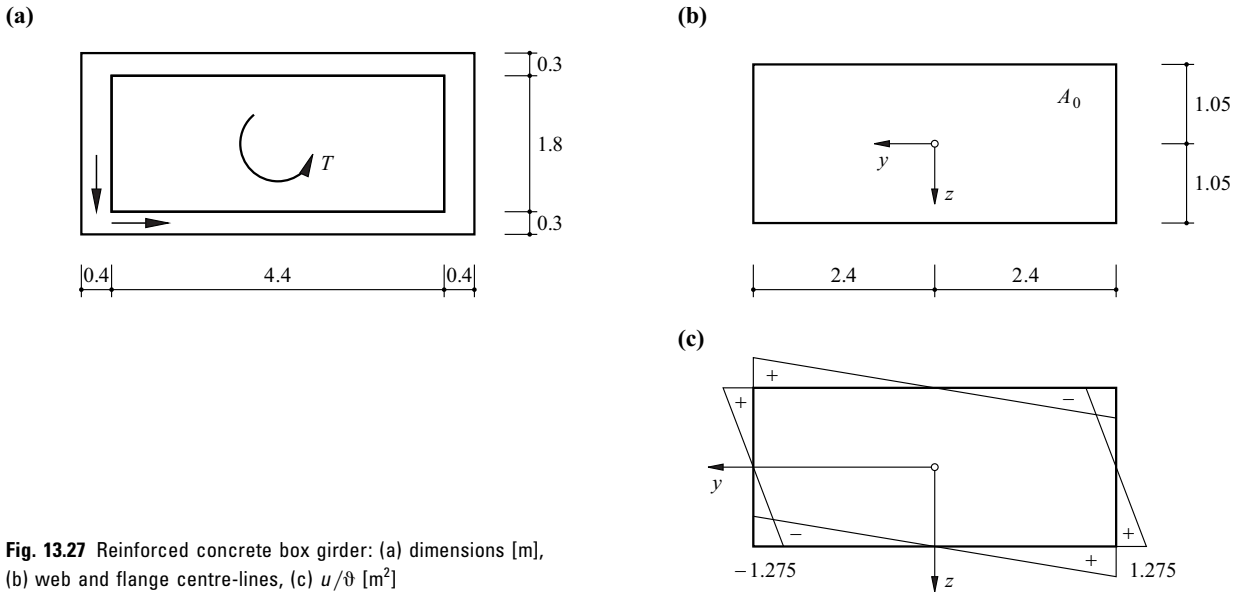 (a)
0.3
1.8
0.3
T
0.4
4.4
0.4
(b)
A0
1.05
1.05
y
z
2.4
2.4
(c)
+
+
−
y
−
+
+
−1.275
z
1.275
Fig. 13.27 Reinforced concrete box girder: (a) dimensions [m],
(b) web and flange centre-lines, (c) u/ϑ [m²]